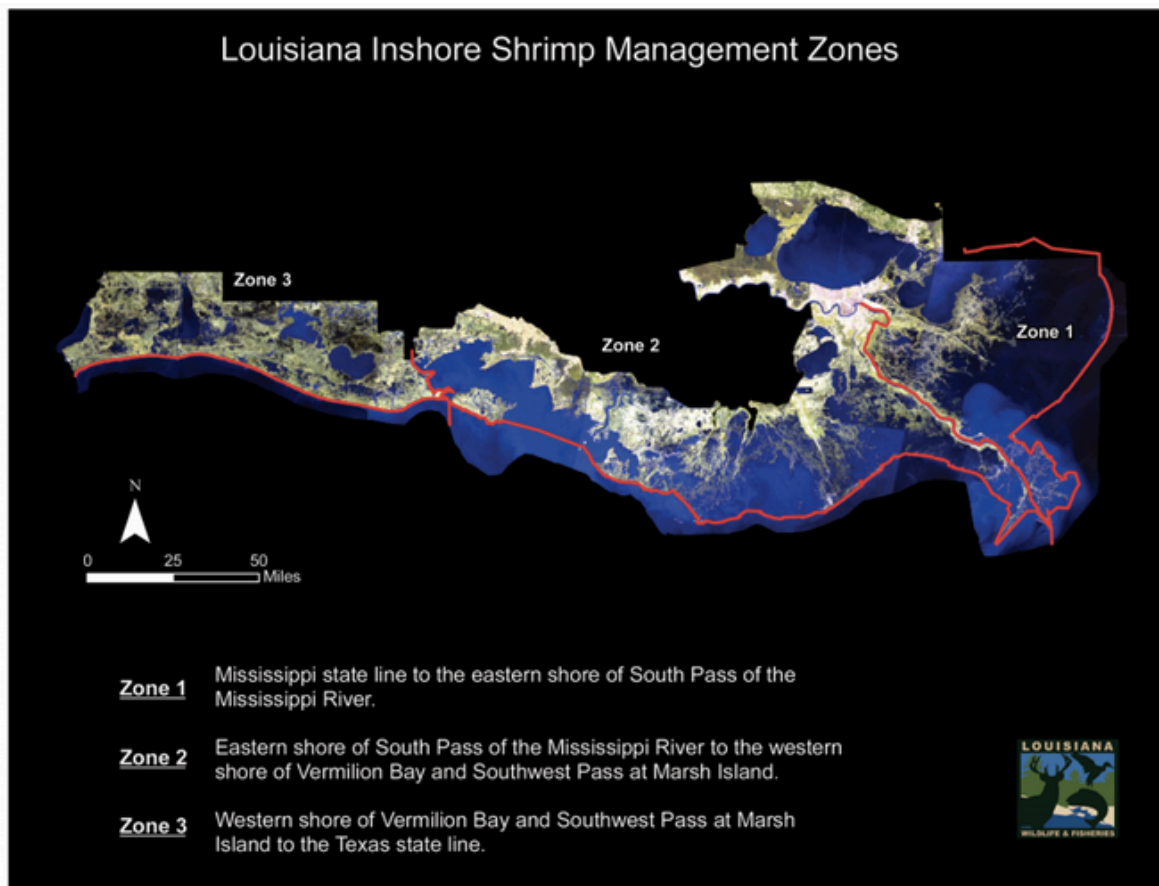 Louisiana Inshore Shrimp Management Zones
Zone 3
Zone 2
Zone 1
N
0 25 50
Miles
Zone 1 Mississippi state line to the eastern shore of South Pass of the
Mississippi River.
Zone 2 Eastern shore of South Pass of the Mississippi River to the western
shore of Vermilion Bay and Southwest Pass at Marsh Island.
Zone 3 Western shore of Vermilion Bay and Southwest Pass at Marsh
Island to the Texas state line.
LOUISIANA
WILDLIFE & FISHERIES